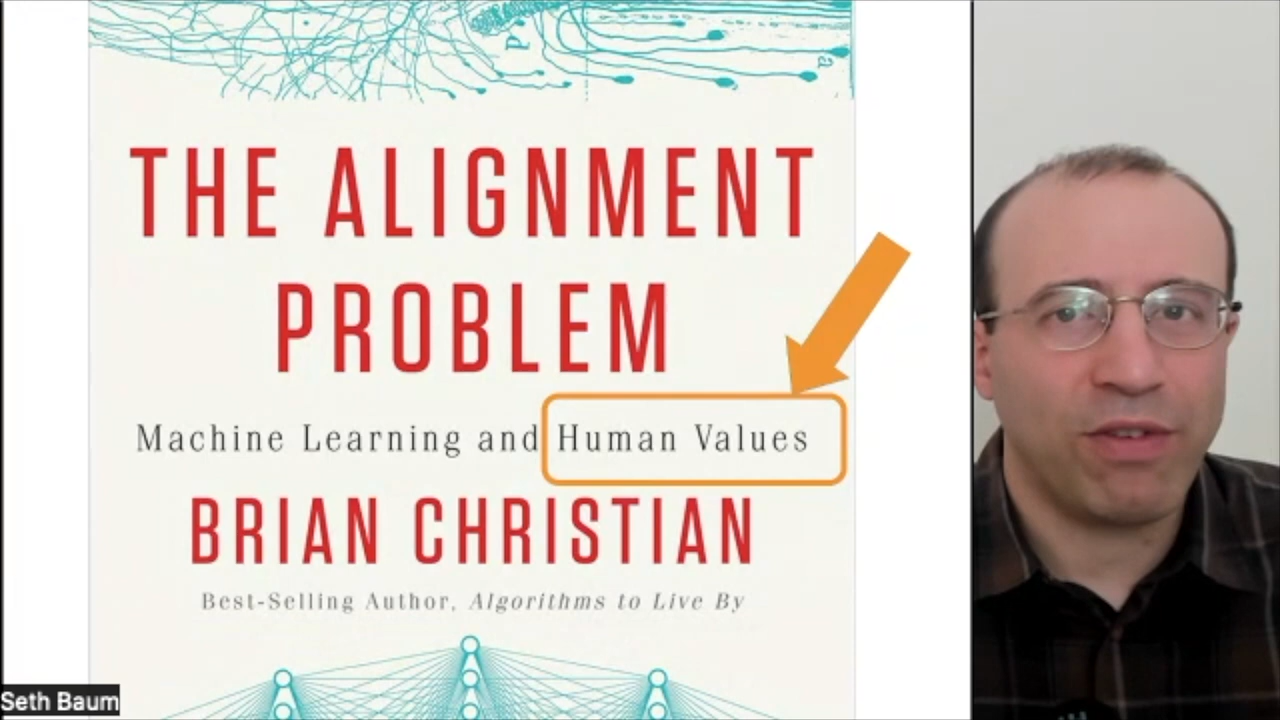 p
a
THE ALIGNMENT
PROBLEM
Machine Learning and Human Values
BRIAN CHRISTIAN
Best-Selling Author, Algorithms to Live By
Seth Baum